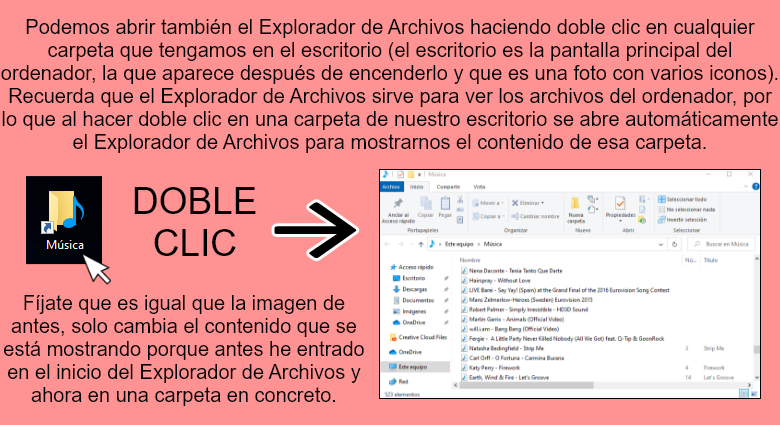 Podemos abrir también el Explorador de Archivos haciendo doble clic en cualquier
carpeta que tengamos en el escritorio (el escritorio es la pantalla principal del
ordenador, la que aparece después de encenderlo y que es una foto con varios iconos).
Recuerda que el Explorador de Archivos sirve para ver los archivos del ordenador, por
lo que al hacer doble clic en una carpeta de nuestro escritorio se abre automáticamente
el Explorador de Archivos para mostrarnos el contenido de esa carpeta.
Música
DOBLE
CLIC
Fíjate que es igual que la imagen de
antes, solo cambia el contenido que se
está mostrando porque antes he entrado
en el inicio del Explorador de Archivos y
ahora en una carpeta en concreto.
Música
Archivo Inicio Compartir Vista
Anclar al
Acceso rápido
Copiar
Pegar
Portapapeles
Mover a
Copiar a
Eliminar
Cambiar nombre
Organizar
Nueva
carpeta
Nuevo
Propiedades
Abrir
Seleccionar todo
No seleccionar nada
Invertir selección
Seleccionar
Este equipo > Música
Buscar en Música
Acceso rápido
Escritorio
Descargas
Documentos
Imágenes
OneDrive
Creative Cloud Files
OneDrive
Este equipo
Red
523 elementos
Nombre Nú... Título
Nena Daconte - Tenia Tanto Que Darte
Hairspray - Without Love
LIVE Barei - Say Yay! (Spain) at the Grand Final of the 2016 Eurovision Song Contest
Mans Zelmerlow-Heroes (Sweden) Eurovision 2015
Robert Palmer - Simply Irresistible - HD3D Sound
Martin Garrix - Animals (Official Video)
will.i.am - Bang Bang (Official Video)
Fergie - A Little Party Never Killed Nobody (All We Got) feat. Q-Tip & GoonRock
Natasha Bedingfield - Strip Me 3 Strip Me
Carl Orff - O Fortuna - Carmina Burana
Katy Perry - Firework 4 Firework
Earth, Wind & Fire - Let's Groove 14 Let's Groove